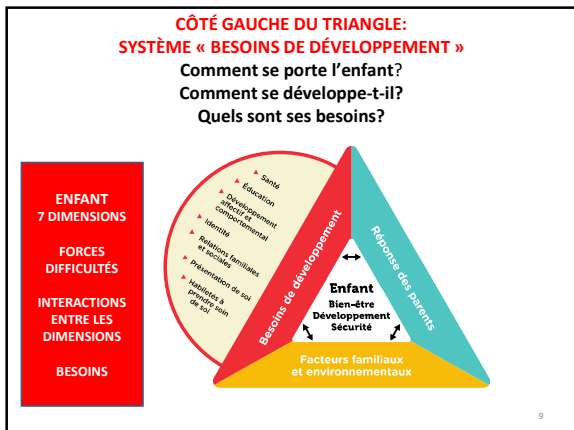 CÔTÉ GAUCHE DU TRIANGLE:
SYSTÈME « BESOINS DE DÉVELOPPEMENT »
Comment se porte l'enfant?
Comment se développe-t-il?
Quels sont ses besoins?
ENFANT
7 DIMENSIONS
FORCES
DIFFICULTÉS
INTERACTIONS
ENTRE LES
DIMENSIONS
BESOINS
Santé
Éducation
Développement
affectif et
comportemental
Identité
Relations familiales
et sociales
Présentation de soi
Habiletés à
prendre soin
de soi
Besoins de développement
Réponse des parents
Enfant
Bien-être
Développement
Sécurité
Facteurs familiaux
et environnementaux
9